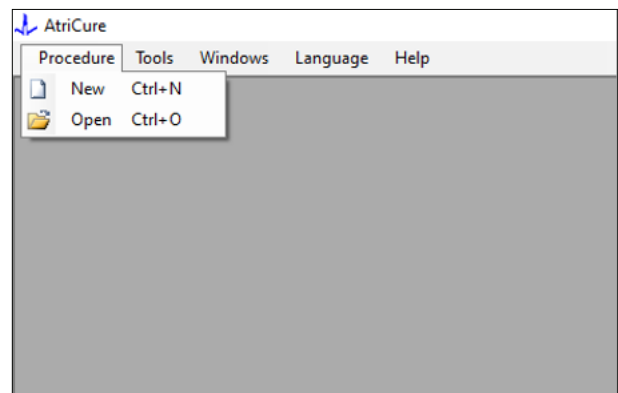 AtriCure
Procedure Tools Windows Language Help
New Ctrl+N
Open Ctrl+O